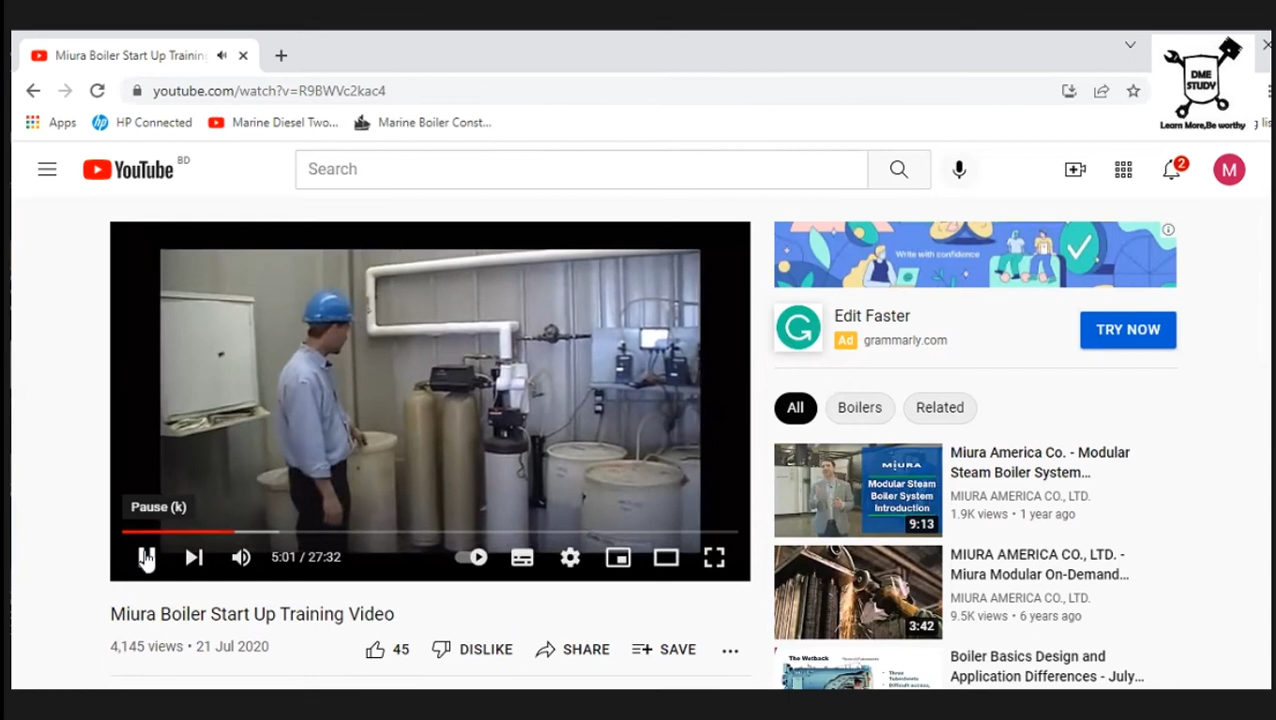 Miura Boiler Start Up Trainin
youtube.com/watch?v=R9BWVc2kac4
DME
STUDY
Learn More,Be worthy
Apps
HP Connected
Marine Diesel Two...
Marine Boiler Const...
YouTube BD
Search
2
M
Write with confidence
Edit Faster
Ad grammarly.com
TRY NOW
All
Boilers
Related
Pause (k)
5:01 / 27:32
MIURA
Modular Steam
Boiler System
Introduction
9:13
Miura America Co. - Modular
Steam Boiler System...
MIURA AMERICA CO., LTD.
1.9K views • 1 year ago
3:42
MIURA AMERICA CO., LTD. -
Miura Modular On-Demand...
MIURA AMERICA CO., LTD.
9.5K views • 6 years ago
The Wetback
Boiler Basics Design and
Application Differences - July...
Miura Boiler Start Up Training Video
4,145 views • 21 Jul 2020
45
DISLIKE
SHARE
SAVE